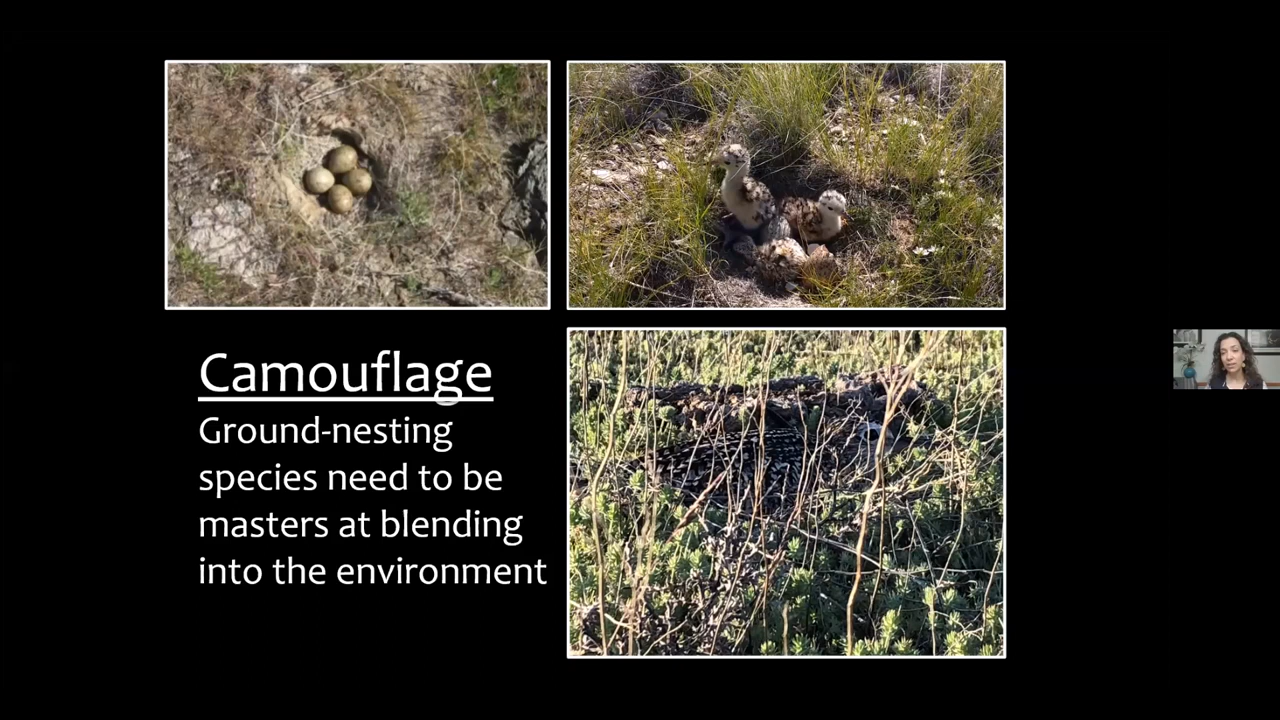 Camouflage
Ground-nesting
species need to be
masters at blending
into the environment